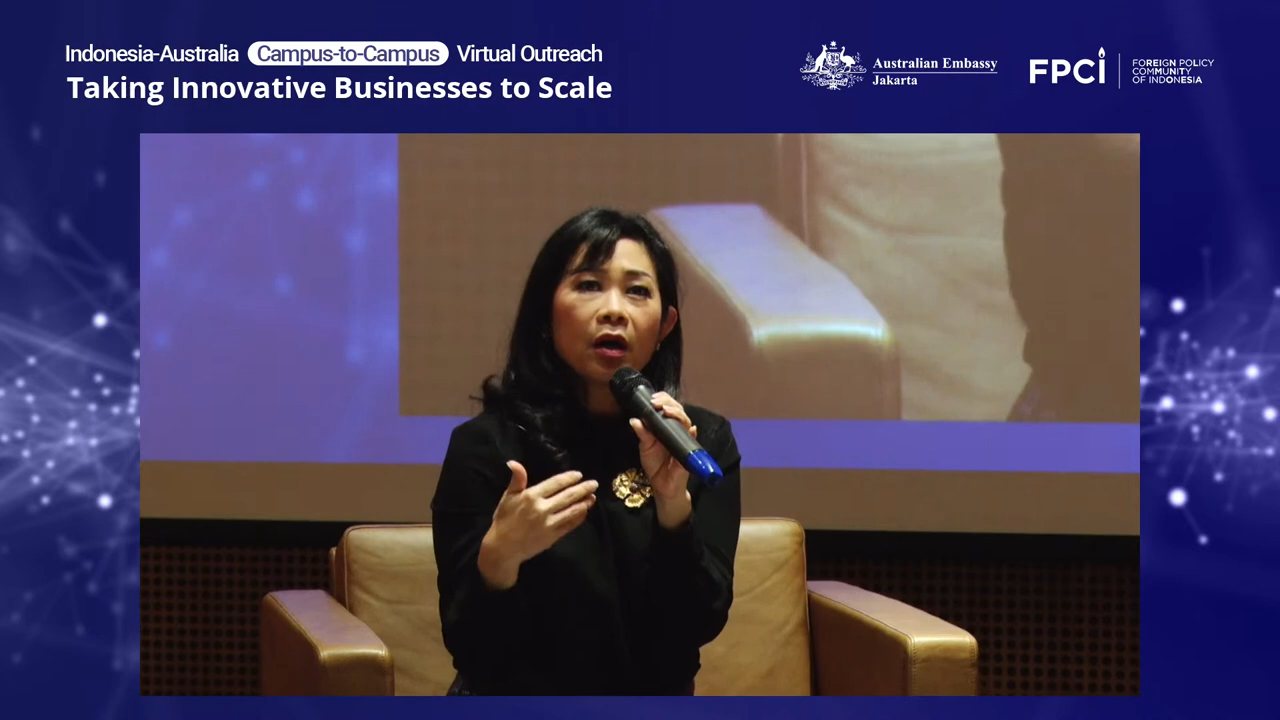 Indonesia-Australia Campus-to-Campus Virtual Outreach
Taking Innovative Businesses to Scale
Australian Embassy
Jakarta
FPCI
FOREIGN POLICY
COMMUNITY
OF INDONESIA